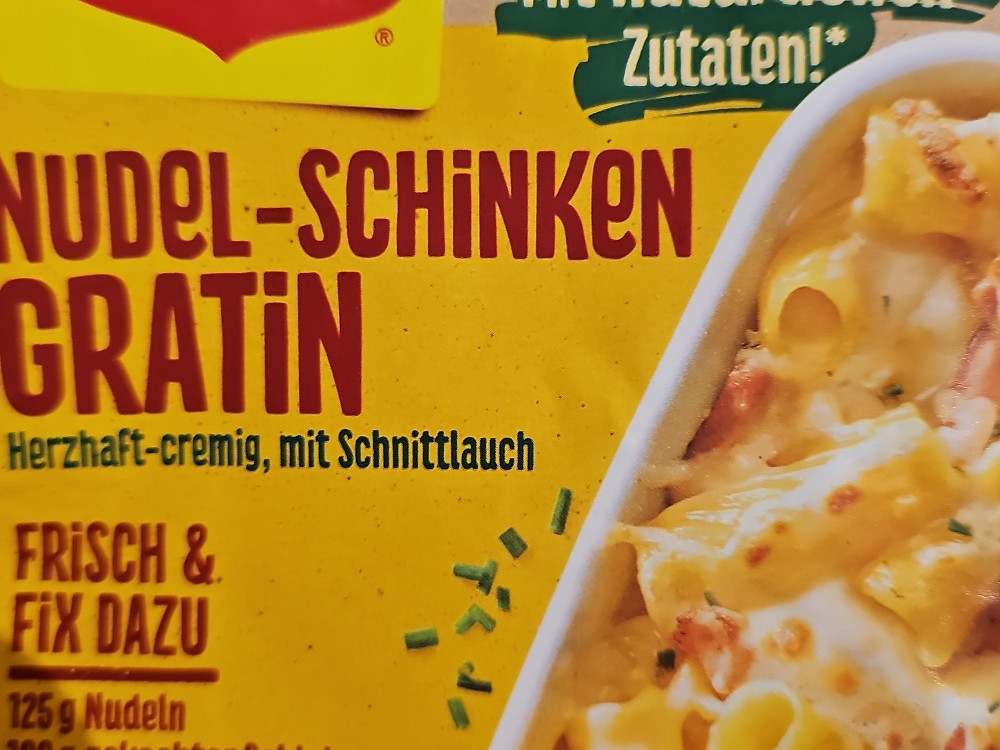 ®
Zutaten!*
NUDEL-SCHINKEN
GRATIN
Herzhaft-cremig, mit Schnittlauch
FRISCH &
FIX DAZU
125 g Nudeln